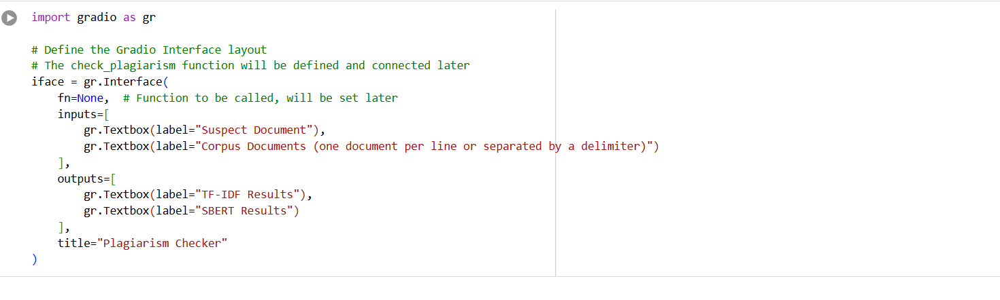 import gradio as gr
# Define the Gradio Interface layout
# The check_plagiarism function will be defined and connected later
iface = gr.Interface(
    fn=None,  # Function to be called, will be set later
    inputs=[
        gr.Textbox(label="Suspect Document"),
        gr.Textbox(label="Corpus Documents (one document per line or separated by a delimiter)")
    ],
    outputs=[
        gr.Textbox(label="TF-IDF Results"),
        gr.Textbox(label="SBERT Results")
    ],
    title="Plagiarism Checker"
)